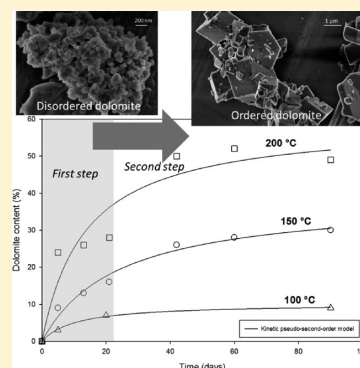 200 nm
1 µm
Disordered dolomite
Ordered dolomite
60
50
40
30
20
10
0
Dolomite content (%)
First step
Second step
200 °C
150 °C
100 °C
Kinetic pseudo-second-order model
0
20
40
60
80
Time (days)